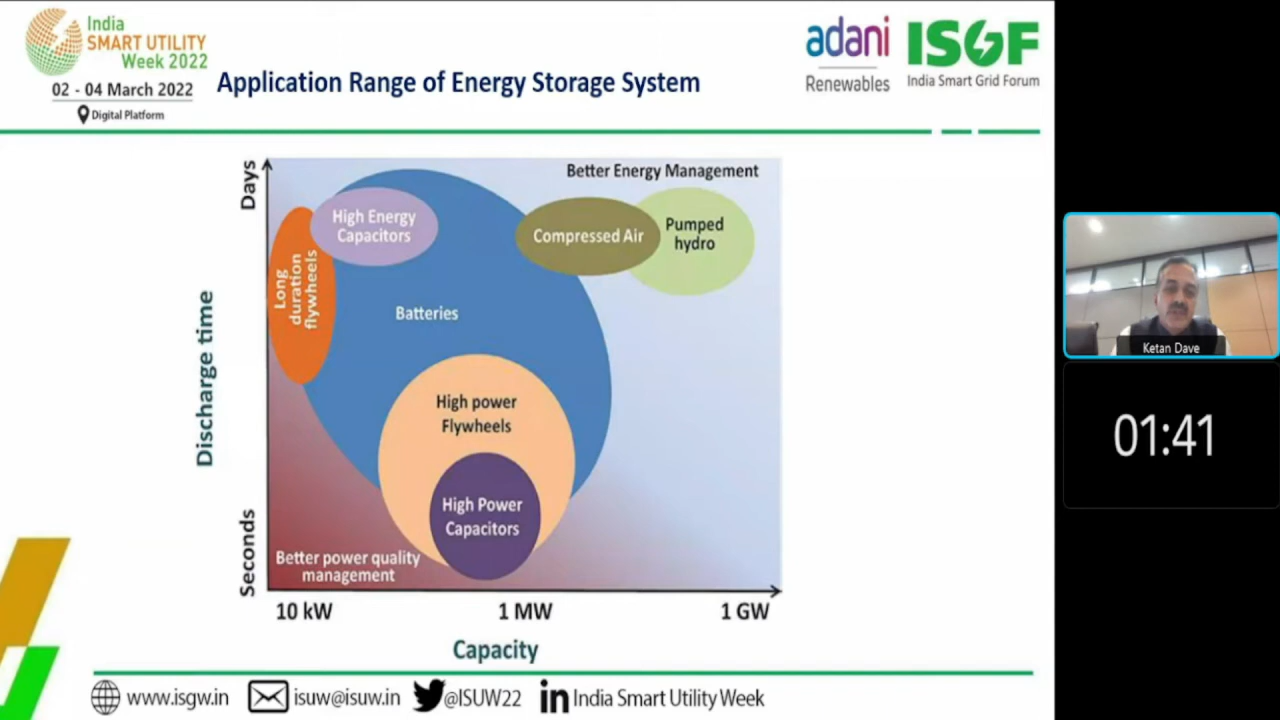 India
SMART UTILITY
Week 2022
02 - 04 March 2022
Digital Platform
Application Range of Energy Storage System
adani
Renewables
ISGF
India Smart Grid Forum
Days
Discharge time
Seconds
Better Energy Management
High Energy
Capacitors
Long
duration
flywheels
Compressed Air
Pumped
hydro
Batteries
High power
Flywheels
High Power
Capacitors
Better power quality
management
10 kW
1 MW
1 GW
Capacity
Ketan Dave
01:41
www.isgw.in
isuw@isuw.in
@ISUW22
in India Smart Utility Week